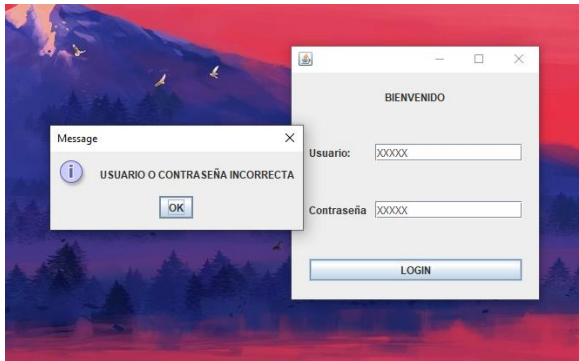 BIENVENIDO
Message
USUARIO O CONTRASEÑA INCORRECTA
OK
Usuario: XXXXX
Contraseña XXXXX
LOGIN